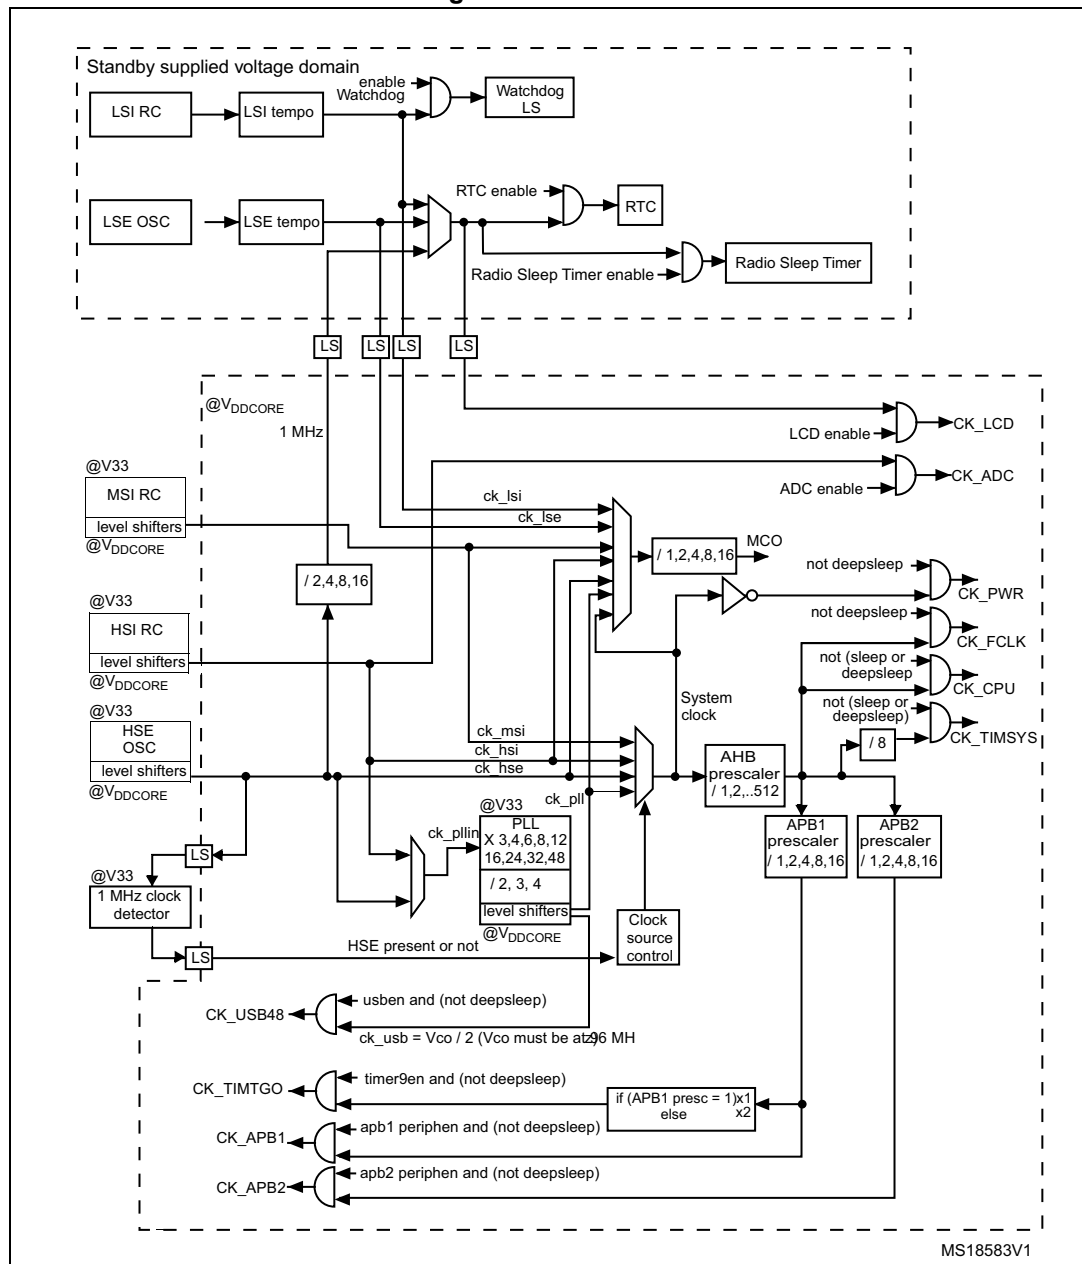 Standby supplied voltage domain
enable
Watchdog
Watchdog
LS
LSI RC
LSI tempo
RTC enable
RTC
LSE OSC
LSE tempo
Radio Sleep Timer enable
Radio Sleep Timer
LS
LS
LS
LS
@VDDCORE
1 MHz
LCD enable
CK_LCD
@V33
MSI RC
level shifters
@VDDCORE
ADC enable
CK_ADC
ck_lsi
ck_lse
/ 1,2,4,8,16
MCO
/ 2,4,8,16
not deepsleep
CK_PWR
@V33
HSI RC
level shifters
@VDDCORE
not deepsleep
CK_FCLK
not (sleep or
deepsleep
CK_CPU
System
clock
not (sleep or
deepsleep)
CK_TIMSYS
/ 8
@V33
HSE
OSC
level shifters
@VDDCORE
ck_msi
ck_hsi
ck_hse
ck_pll
AHB
prescaler
/ 1,2,..512
@V33
ck_pllin
PLL
X 3,4,6,8,12
16,24,32,48
/ 2, 3, 4
level shifters
@VDDCORE
APB1
prescaler
/ 1,2,4,8,16
APB2
prescaler
/ 1,2,4,8,16
LS
@V33
1 MHz clock
detector
LS
HSE present or not
Clock
source
control
CK_USB48
usben and (not deepsleep)
ck_usb = Vco / 2 (Vco must be atz)96 MH
CK_TIMTGO
timer9en and (not deepsleep)
if (APB1 presc = 1)x1
else x2
CK_APB1
apb1 periphen and (not deepsleep)
CK_APB2
apb2 periphen and (not deepsleep)
MS18583V1